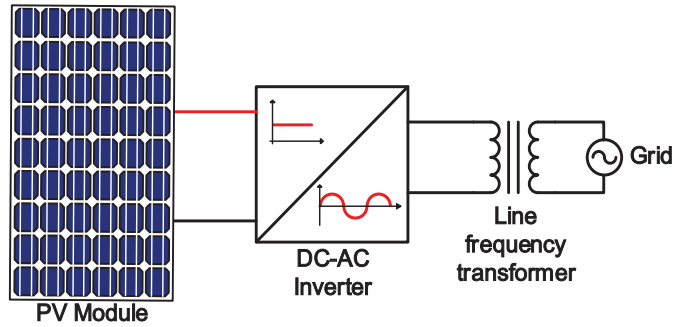 PV Module
DC-AC
Inverter
Line
frequency
transformer
Grid